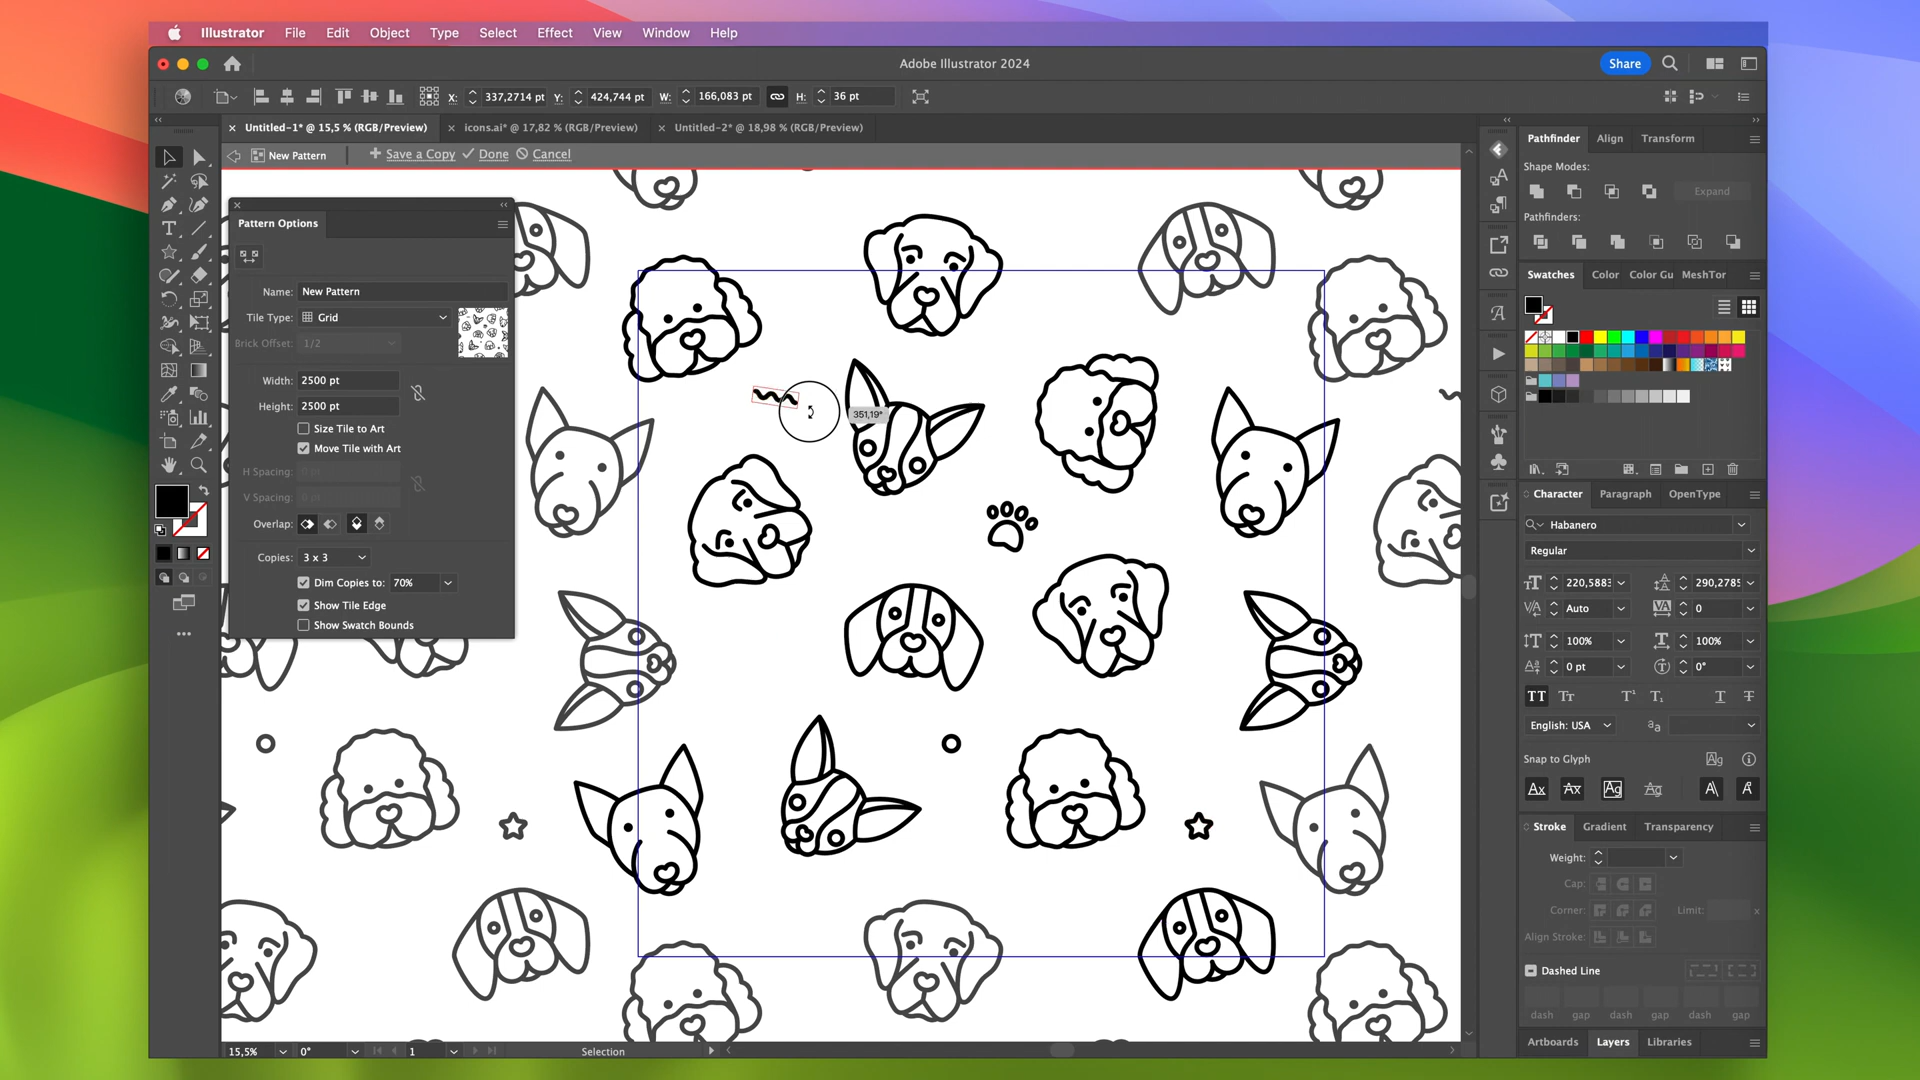 Illustrator File Edit Object Type Select Effect View Window Help
Adobe Illustrator 2024
Share
X: 337,2714 pt Y: 424,744 pt W: 166,083 pt H: 36 pt
Untitled-1* @ 15,5 % (RGB/Preview) icons.ai* @ 17,82 % (RGB/Preview) Untitled-2* @ 18,98 % (RGB/Preview)
New Pattern Save a Copy Done Cancel
Pattern Options
Name: New Pattern
Tile Type: Grid
Brick Offset: 1/2
Width: 2500 pt
Height: 2500 pt
Size Tile to Art
Move Tile with Art
H Spacing:
V Spacing:
Overlap:
Copies: 3 x 3
Dim Copies to: 70%
Show Tile Edge
Show Swatch Bounds
351,19°
Pathfinder Align Transform
Shape Modes:
Expand
Pathfinders:
Swatches Color Color Gu MeshTor
Character Paragraph OpenType
Habanero
Regular
220,5883 290,2785
Auto 0
100% 100%
0 pt 0°
English: USA
Snap to Glyph
Stroke Gradient Transparency
Weight:
Cap:
Corner: Limit: x
Align Stroke:
Dashed Line
dash gap dash gap dash gap
Artboards Layers Libraries
15,5% 0° 1 Selection